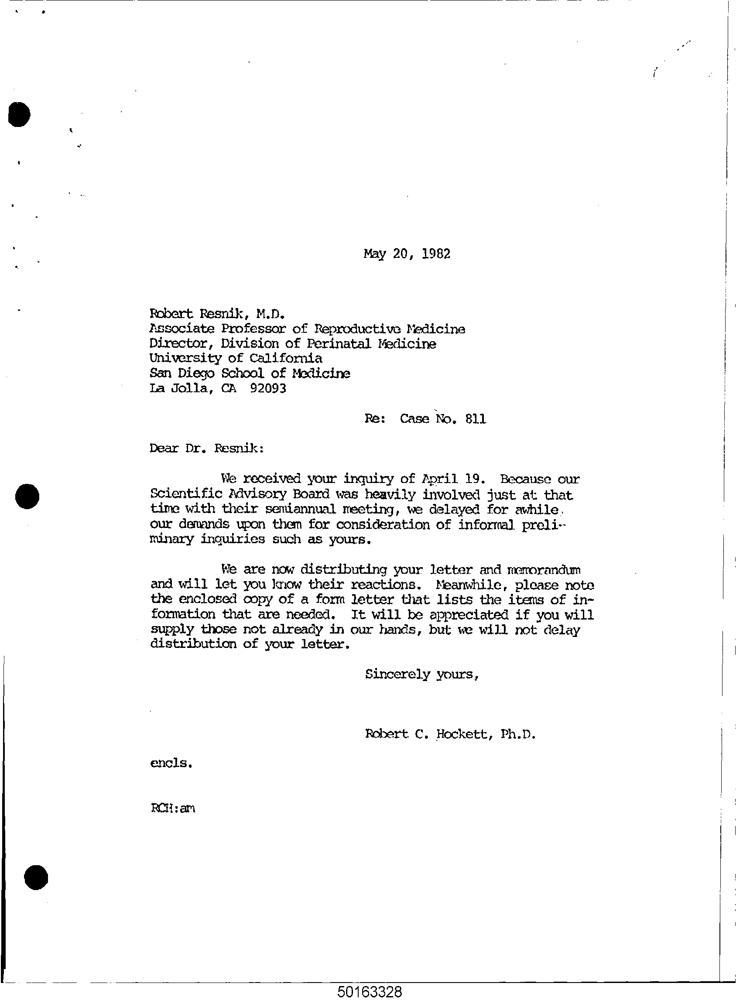 May 20, 1982
Robert Resnik, M.D.
Associate Professor of Reproductive Medicine
Director, Division of Perinatal Medicine
University of California
San Diego School of Medicine
La Jolla, CA 92093
Re: Case No. 811
Dear Dr. Resnik:
We received your inquiry of April 19. Because our
Scientific Advisory Board was heavily involved just at that
time with their semiannual meeting, we delayed for awhile
our demands upon them for consideration of informal preli-
minary inquiries such as yours.
We are now distributing your letter and memorandum
and will let you know their reactions. Meanwhile, please note
the enclosed copy of a form letter that lists the items of in-
formation that are needed. It will be appreciated if you will
supply those not already in our hands, but we will not delay
distribution of your letter.
Sincerely yours,
Robert C. Hockett, Ph.D.
encls.
RCH:am
50163328